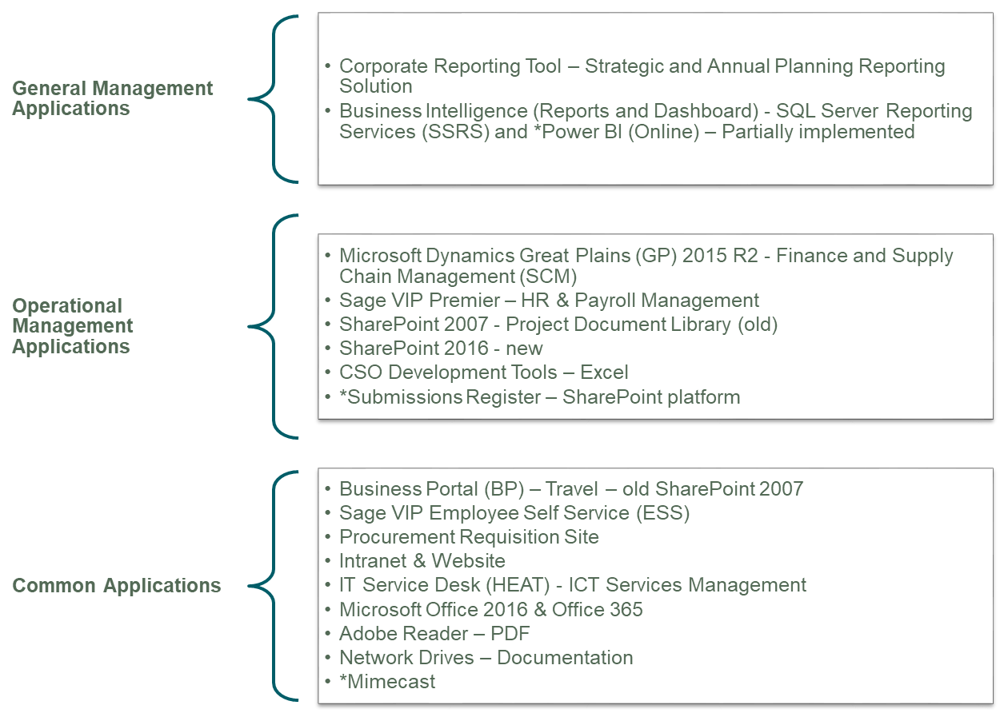 General Management
Applications
• Corporate Reporting Tool – Strategic and Annual Planning Reporting
Solution
• Business Intelligence (Reports and Dashboard) - SQL Server Reporting
Services (SSRS) and *Power BI (Online) – Partially implemented
Operational
Management
Applications
• Microsoft Dynamics Great Plains (GP) 2015 R2 - Finance and Supply
Chain Management (SCM)
• Sage VIP Premier – HR & Payroll Management
• SharePoint 2007 - Project Document Library (old)
• SharePoint 2016 - new
• CSO Development Tools – Excel
• *Submissions Register – SharePoint platform
Common Applications
• Business Portal (BP) – Travel – old SharePoint 2007
• Sage VIP Employee Self Service (ESS)
• Procurement Requisition Site
• Intranet & Website
• IT Service Desk (HEAT) - ICT Services Management
• Microsoft Office 2016 & Office 365
• Adobe Reader – PDF
• Network Drives – Documentation
• *Mimecast